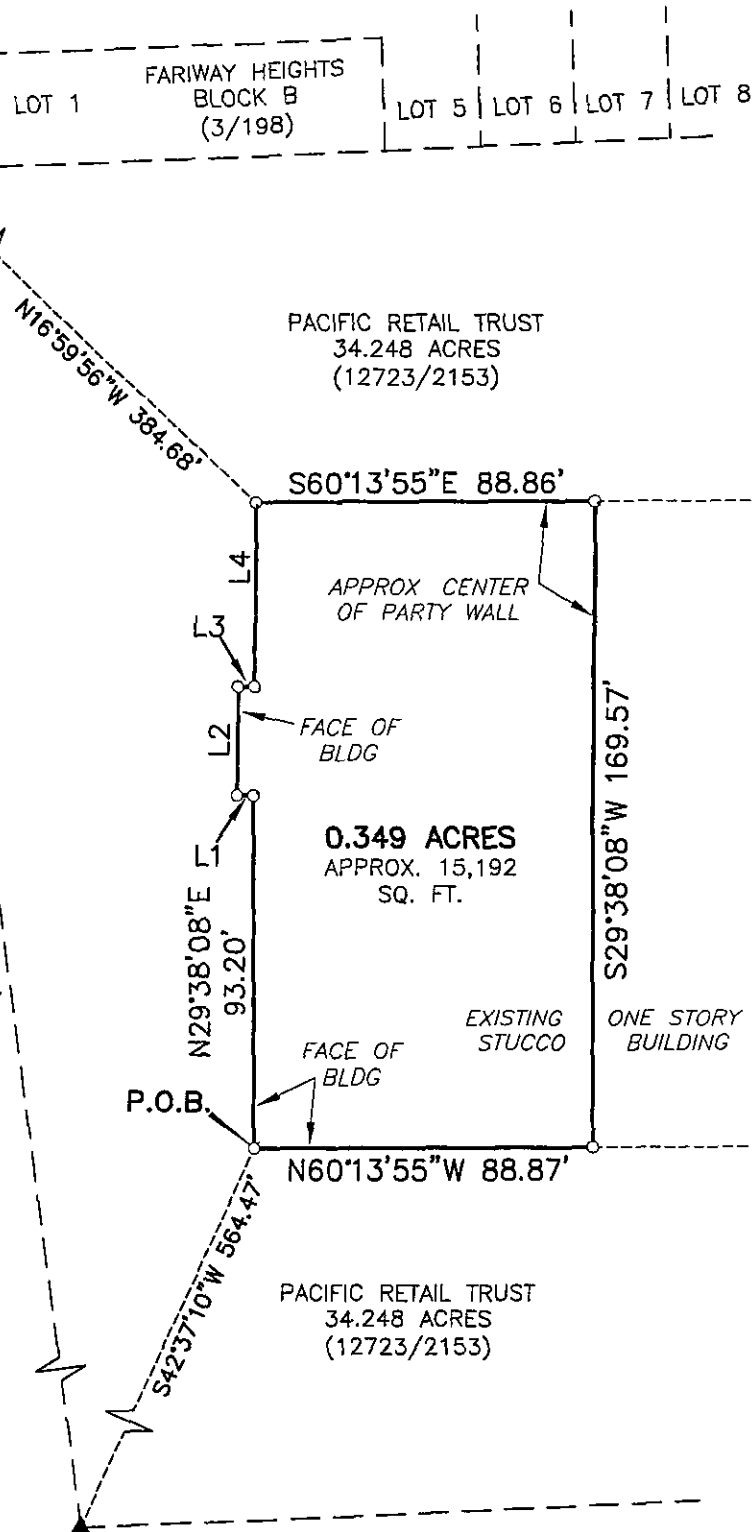 LOT 1
FARIWAY HEIGHTS
BLOCK B
(3/198)
LOT 5
LOT 6
LOT 7
LOT 8
N16°59'56"W 384.68'
PACIFIC RETAIL TRUST
34.248 ACRES
(12723/2153)
S60°13'55"E 88.86'
L4
APPROX CENTER
OF PARTY WALL
L3
L2
FACE OF
BLDG
S29°38'08"W 169.57'
0.349 ACRES
APPROX. 15,192
SQ. FT.
L1
N29°38'08"E
93.20'
EXISTING
STUCCO
ONE STORY
BUILDING
FACE OF
BLDG
P.O.B.
N60°13'55"W 88.87'
S42°37'10"W 564.47'
PACIFIC RETAIL TRUST
34.248 ACRES
(12723/2153)